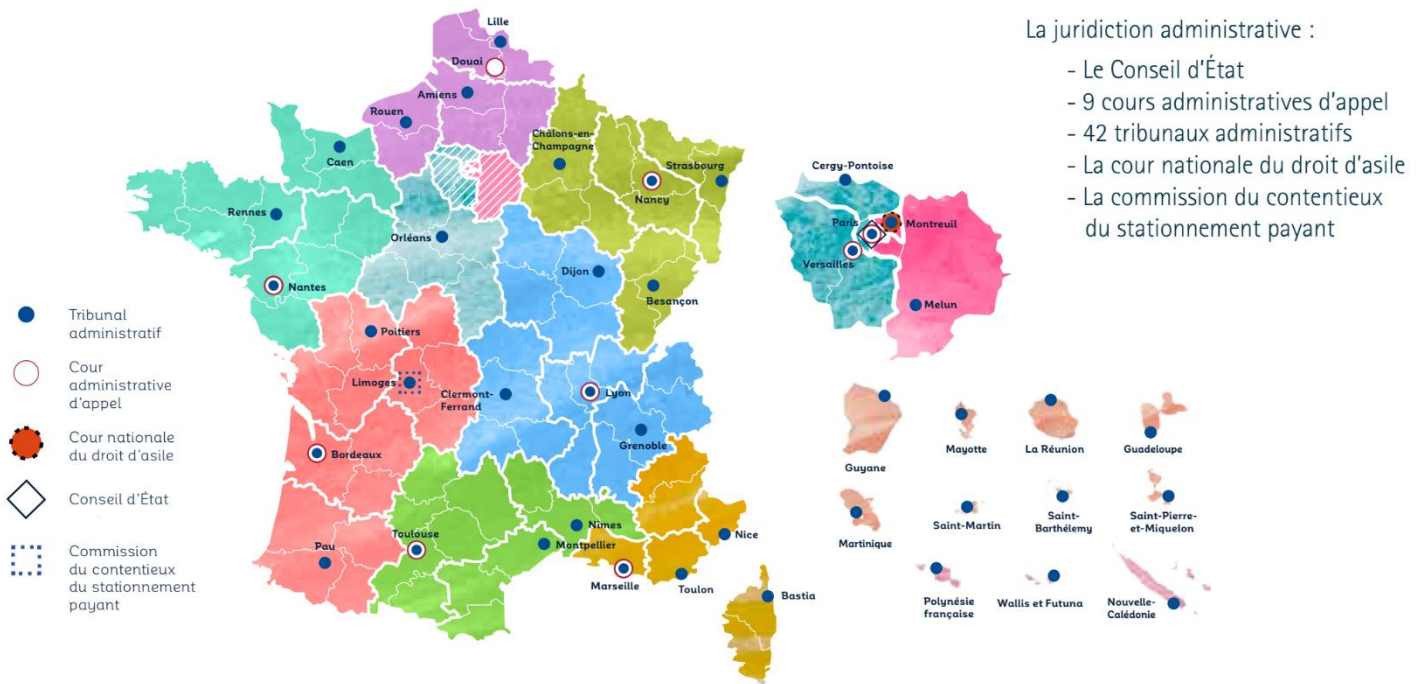 Lille
Douai
Amiens
Rouen
Caen
Châlons-en-
Champagne
Strasbourg
Nancy
Rennes
Orléans
Nantes
Dijon
Besançon
Poitiers
Limoges
Clermont-
Ferrand
Lyon
Grenoble
Bordeaux
Toulouse
Nîmes
Montpellier
Pau
Nice
Marseille
Toulon
Bastia
Tribunal
administratif
Cour
administrative
d'appel
Cour nationale
du droit d'asile
Conseil d'État
Commission
du contentieux
du stationnement
payant
La juridiction administrative :
- Le Conseil d'État
- 9 cours administratives d'appel
- 42 tribunaux administratifs
- La cour nationale du droit d'asile
- La commission du contentieux
du stationnement payant
Cergy-Pontoise
Paris
Montreuil
Versailles
Melun
Guyane
Mayotte
La Réunion
Guadeloupe
Martinique
Saint-Martin
Saint-
Barthélemy
Saint-Pierre-
et-Miquelon
Polynésie
française
Wallis et Futuna
Nouvelle-
Calédonie